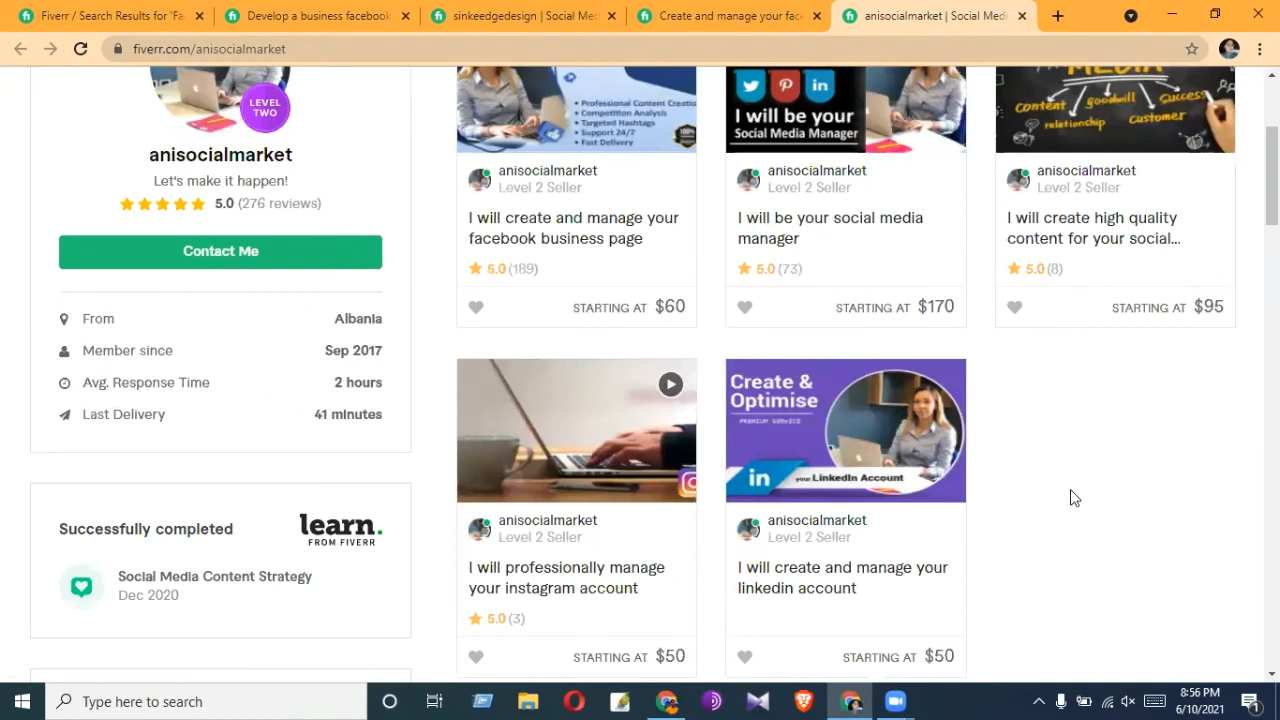 Fiverr / Search Results for 'Fa
Develop a business facebook
sinkeedgedesign | Social Med
Create and manage your face
anisocialmarket | Social Medi
fiverr.com/anisocialmarket
LEVEL
TWO
anisocialmarket
Let's make it happen!
5.0 (276 reviews)
Contact Me
From Albania
Member since Sep 2017
Avg. Response Time 2 hours
Last Delivery 41 minutes
Successfully completed
learn.
FROM FIVERR
Social Media Content Strategy
Dec 2020
• Professional Content Creation
• Competition Analysis
• Targeted Hashtags
• Support 24/7
• Fast Delivery
100%
anisocialmarket
Level 2 Seller
I will create and manage your
facebook business page
5.0 (189)
STARTING AT $60
I will be your
Social Media Manager
anisocialmarket
Level 2 Seller
I will be your social media
manager
5.0 (73)
STARTING AT $170
MEDIA
Content
goodwill
Success
relationship
Customer
anisocialmarket
Level 2 Seller
I will create high quality
content for your social...
5.0 (8)
STARTING AT $95
anisocialmarket
Level 2 Seller
I will professionally manage
your instagram account
5.0 (3)
STARTING AT $50
Create &
Optimise
PREMIUM SERVICE
in
your LinkedIn Account
anisocialmarket
Level 2 Seller
I will create and manage your
linkedin account
STARTING AT $50
Type here to search
8:56 PM
6/10/2021